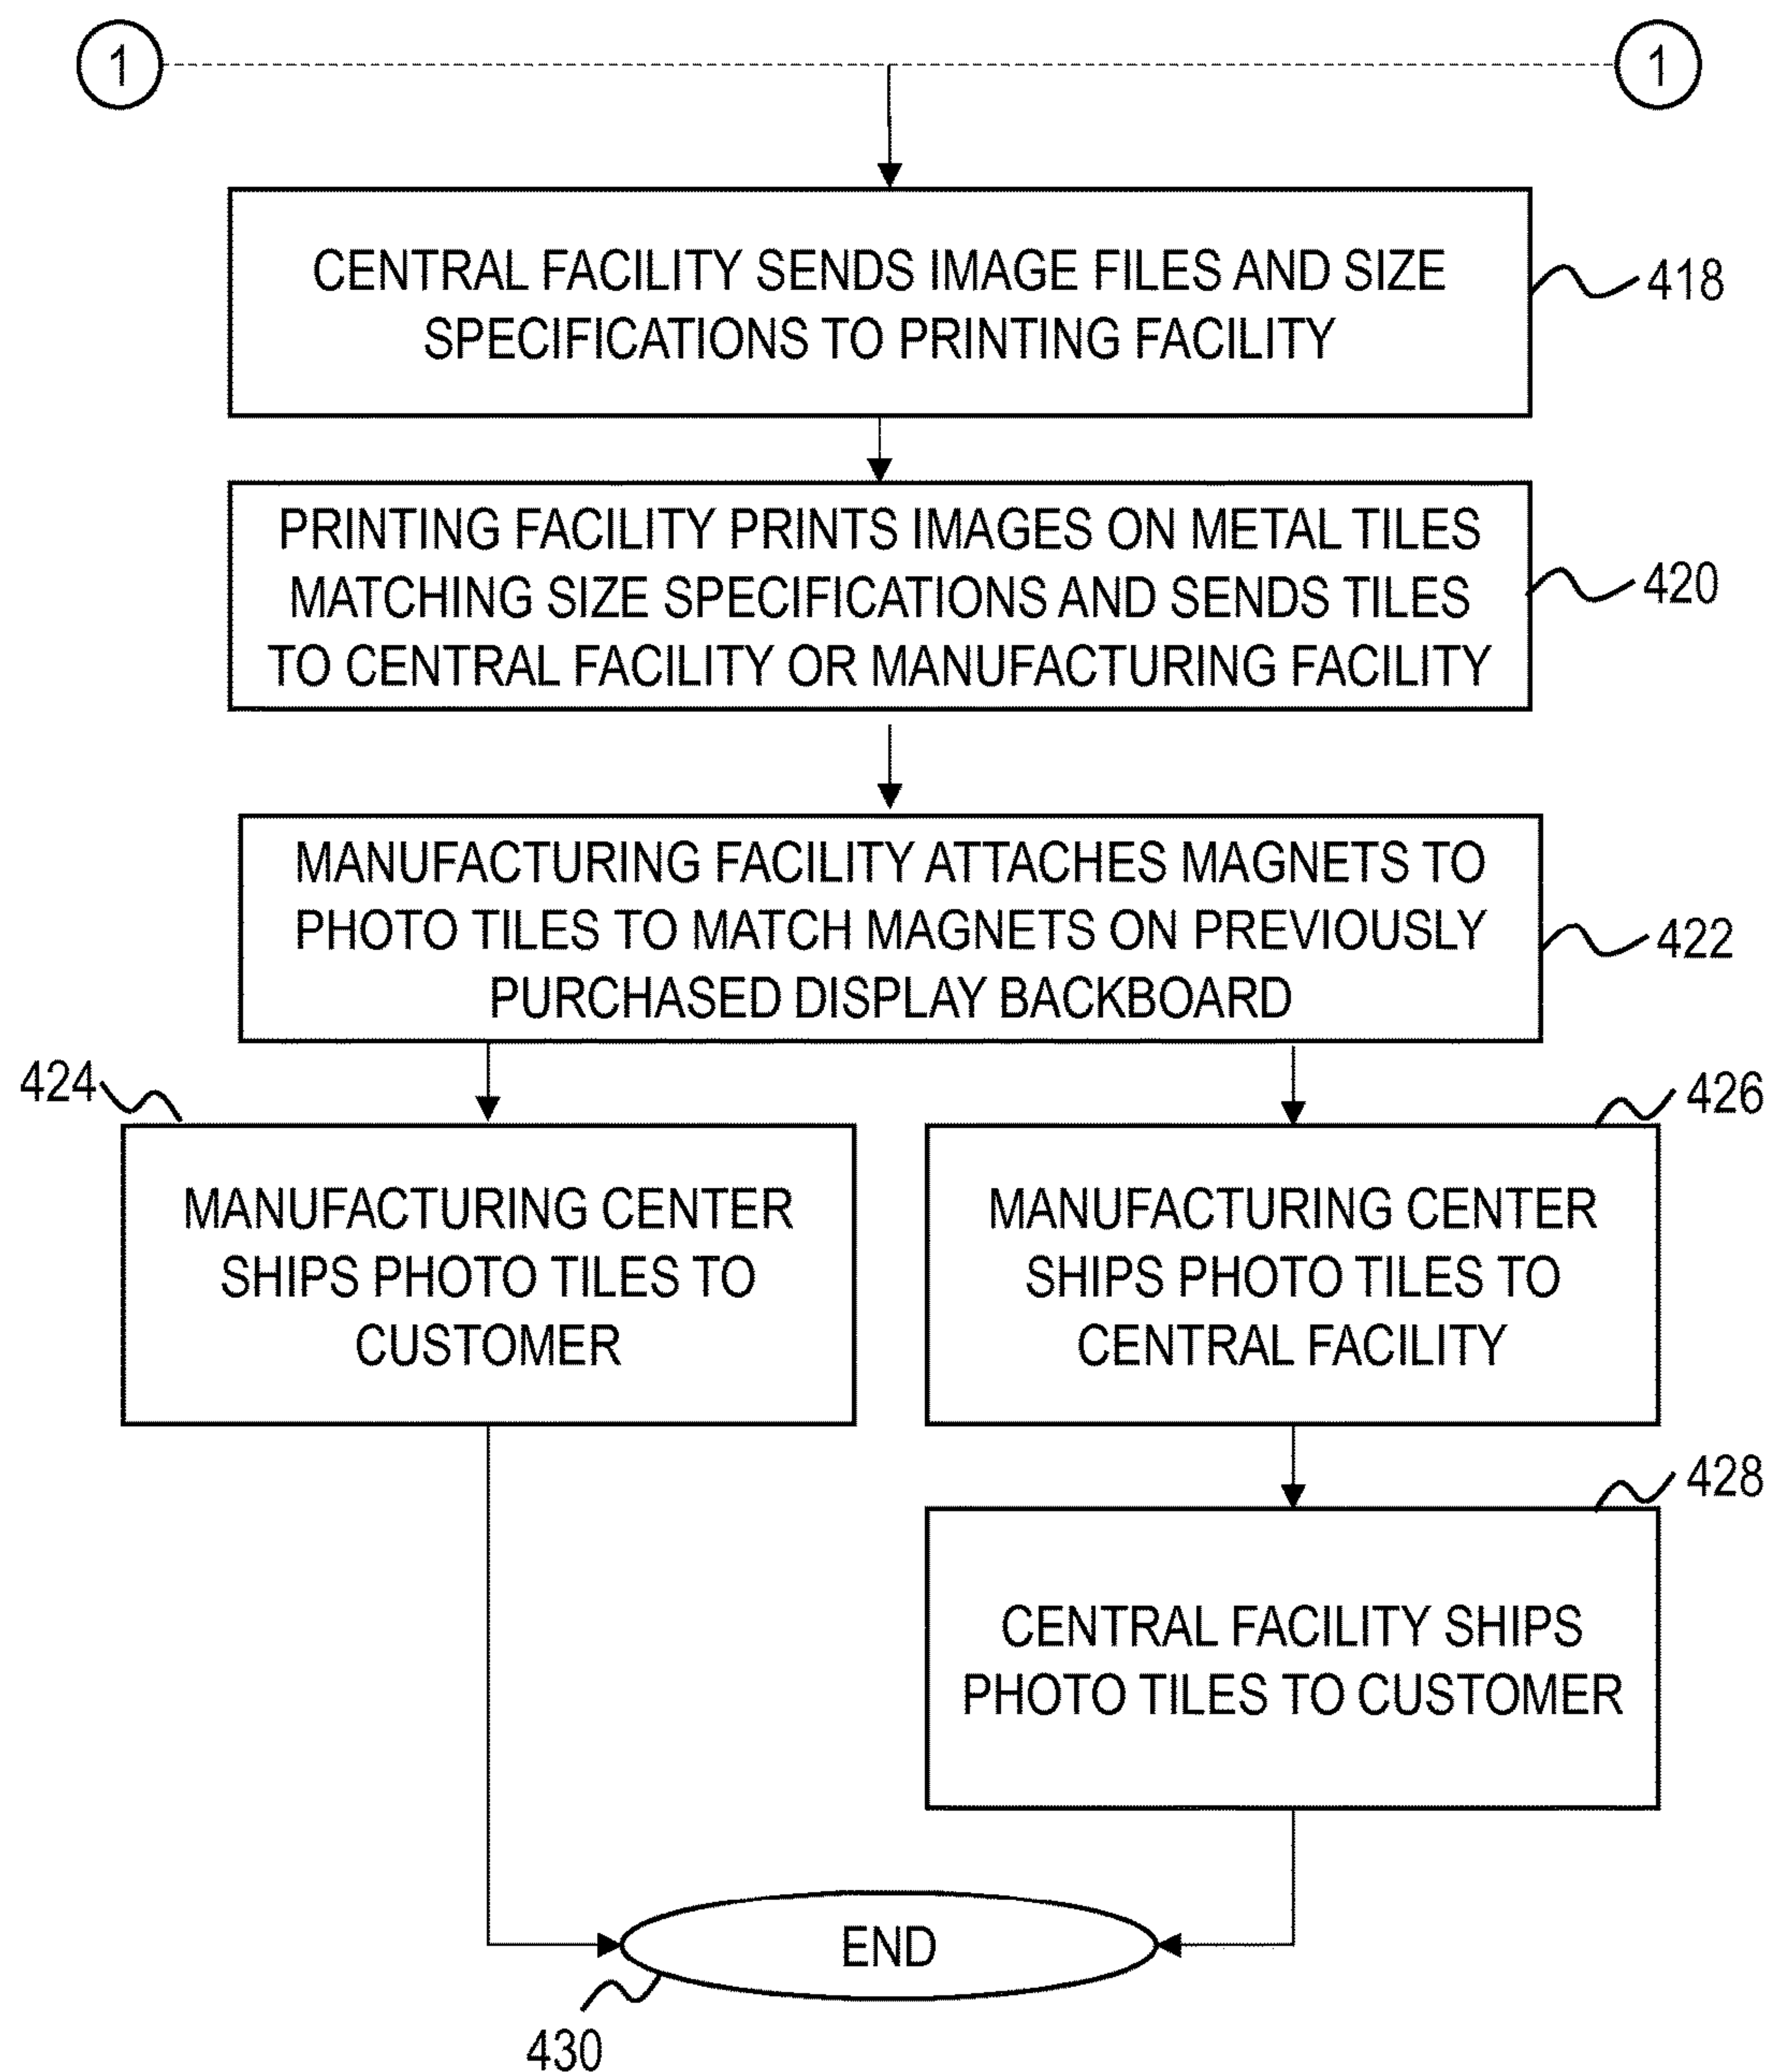 1
1
CENTRAL FACILITY SENDS IMAGE FILES AND SIZE
SPECIFICATIONS TO PRINTING FACILITY
418
PRINTING FACILITY PRINTS IMAGES ON METAL TILES
MATCHING SIZE SPECIFICATIONS AND SENDS TILES
TO CENTRAL FACILITY OR MANUFACTURING FACILITY
420
MANUFACTURING FACILITY ATTACHES MAGNETS TO
PHOTO TILES TO MATCH MAGNETS ON PREVIOUSLY
PURCHASED DISPLAY BACKBOARD
422
424
MANUFACTURING CENTER
SHIPS PHOTO TILES TO
CUSTOMER
426
MANUFACTURING CENTER
SHIPS PHOTO TILES TO
CENTRAL FACILITY
428
CENTRAL FACILITY SHIPS
PHOTO TILES TO CUSTOMER
END
430